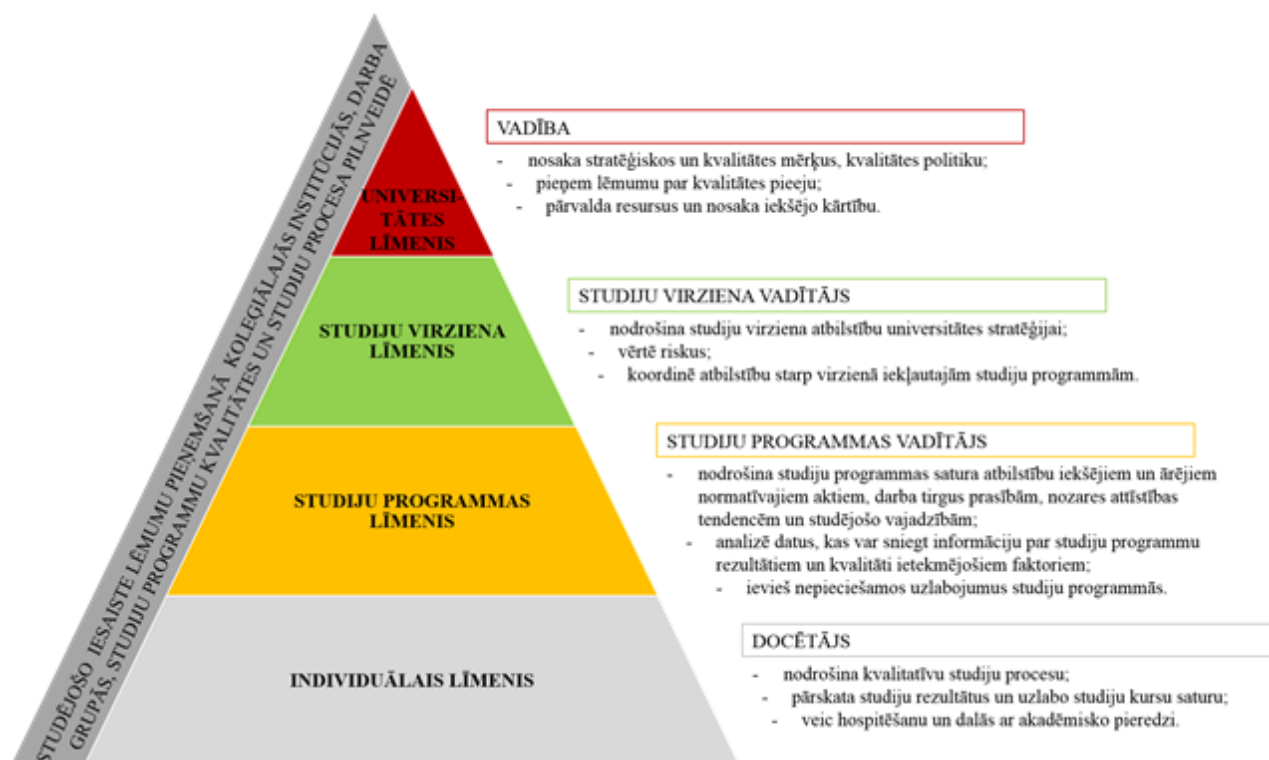 STUDĒJOŠO IESAISTE LĒMUMU PIEŅEMŠANĀ KOLEĢIĀLAJĀS INSTITŪCIJĀS, DARBA
GRUPĀS, STUDIJU PROGRAMMU KVALITĀTES UN STUDIJU PROCESA PILNVEIDĒ
UNIVERSI-
TĀTES
LĪMENIS
VADĪBA
- nosaka stratēģiskos un kvalitātes mērķus, kvalitātes politiku;
- pieņem lēmumu par kvalitātes pieeju;
- pārvalda resursus un nosaka iekšējo kārtību.
STUDIJU VIRZIENA
LĪMENIS
STUDIJU VIRZIENA VADĪTĀJS
- nodrošina studiju virziena atbilstību universitātes stratēģijai;
- vērtē riskus;
- koordinē atbilstību starp virzienā iekļautajām studiju programmām.
STUDIJU PROGRAMMAS
LĪMENIS
STUDIJU PROGRAMMAS VADĪTĀJS
- nodrošina studiju programmas satura atbilstību iekšējiem un ārējiem
normatīvajiem aktiem, darba tirgus prasībām, nozares attīstības
tendencēm un studējošo vajadzībām;
- analizē datus, kas var sniegt informāciju par studiju programmu
rezultātiem un kvalitāti ietekmējošiem faktoriem;
- ievieš nepieciešamos uzlabojumus studiju programmās.
INDIVIDUĀLAIS LĪMENIS
DOCĒTĀJS
- nodrošina kvalitatīvu studiju procesu;
- pārskata studiju rezultātus un uzlabo studiju kursu saturu;
- veic hospitēšanu un dalās ar akadēmisko pieredzi.